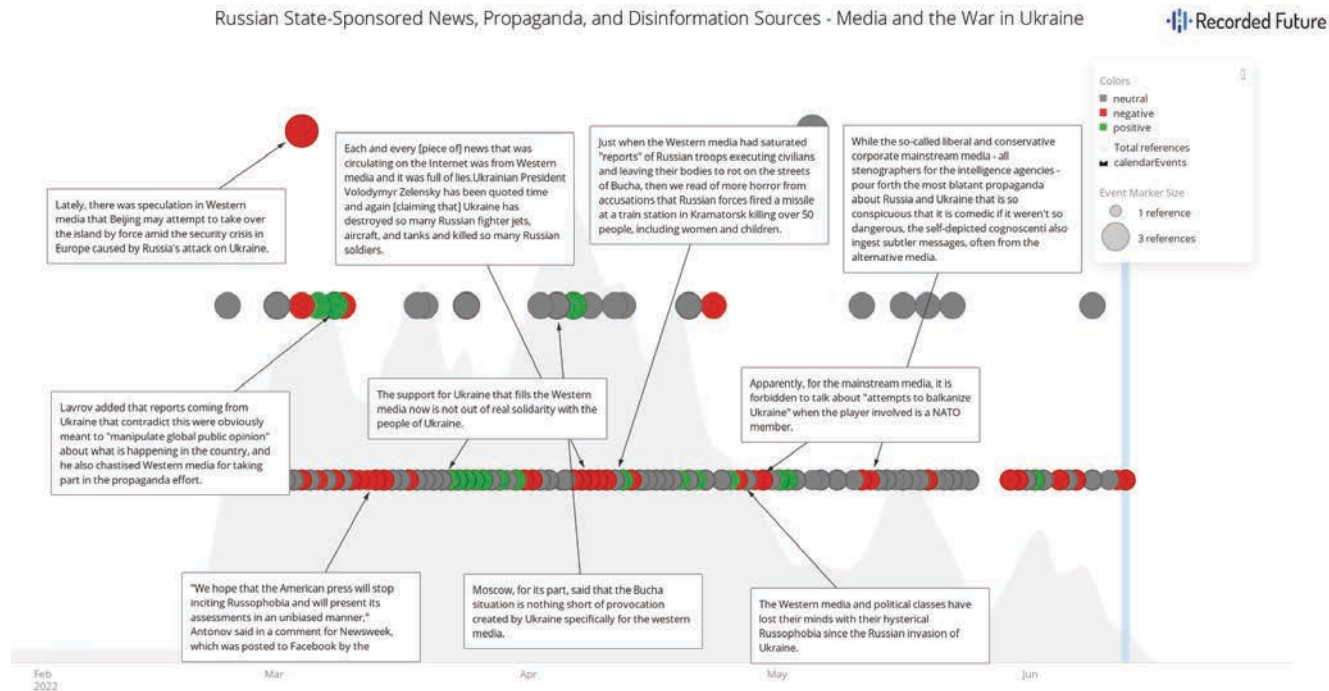 Russian State-Sponsored News, Propaganda, and Disinformation Sources - Media and the War in Ukraine
Recorded Future
Colors
neutral
negative
positive
Total references
calendarEvents
Event Marker Size
1 reference
3 references
Lately, there was speculation in Western
media that Beijing may attempt to take over
the island by force amid the security crisis in
Europe caused by Russia's attack on Ukraine.
Each and every [piece of] news that was
circulating on the Internet was from Western
media and it was full of lies.Ukrainian President
Volodymyr Zelensky has been quoted time
and again [claiming that] Ukraine has
destroyed so many Russian fighter jets,
aircraft, and tanks and killed so many Russian
soldiers.
Just when the Western media had saturated
"reports" of Russian troops executing civilians
and leaving their bodies to rot on the streets
of Bucha, then we read of more horror from
accusations that Russian forces fired a missile
at a train station in Kramatorsk killing over 50
people, including women and children.
While the so-called liberal and conservative
corporate mainstream media - all
stenographers for the intelligence agencies -
pour forth the most blatant propaganda
about Russia and Ukraine that is so
conspicuous that it is comedic if it weren't so
dangerous, the self-depicted cognoscenti also
ingest subtler messages, often from the
alternative media.
Lavrov added that reports coming from
Ukraine that contradict this were obviously
meant to "manipulate global public opinion"
about what is happening in the country, and
he also chastised Western media for taking
part in the propaganda effort.
The support for Ukraine that fills the Western
media now is not out of real solidarity with the
people of Ukraine.
Apparently, for the mainstream media, it is
forbidden to talk about "attempts to balkanize
Ukraine" when the player involved is a NATO
member.
"We hope that the American press will stop
inciting Russophobia and will present its
assessments in an unbiased manner,"
Antonov said in a comment for Newsweek,
which was posted to Facebook by the
Moscow, for its part, said that the Bucha
situation is nothing short of provocation
created by Ukraine specifically for the western
media.
The Western media and political classes have
lost their minds with their hysterical
Russophobia since the Russian invasion of
Ukraine.
Feb
2022
Mar
Apr
May
Jun